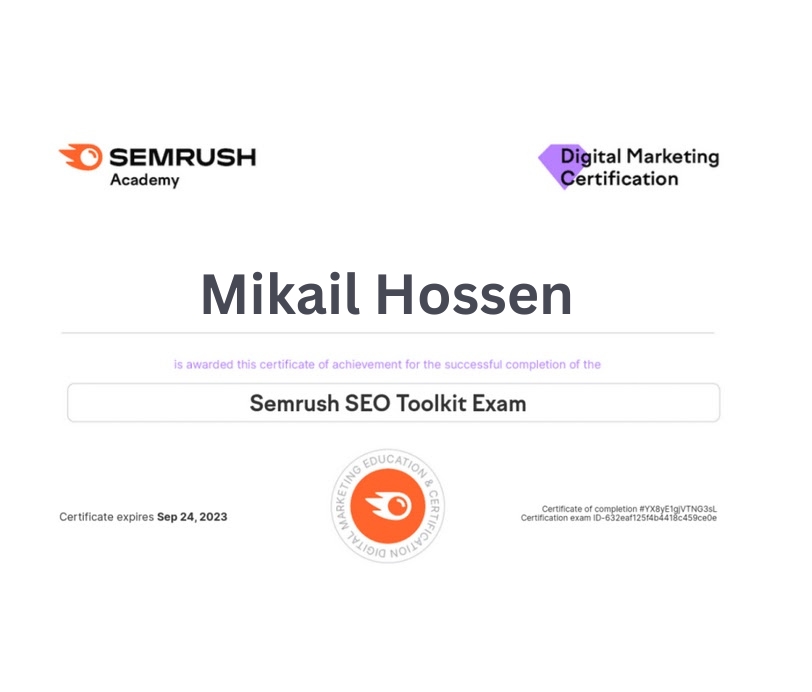 SEMRUSH
Academy
Digital Marketing
Certification
Mikail Hossen
is awarded this certificate of achievement for the successful completion of the
Semrush SEO Toolkit Exam
DIGITAL MARKETING EDUCATION & CERTIFICATION
Certificate expires Sep 24, 2023
Certificate of completion #YX8yE1gjVTNG3sL
Certification exam ID-632eaf125f4b4418c459ce0e